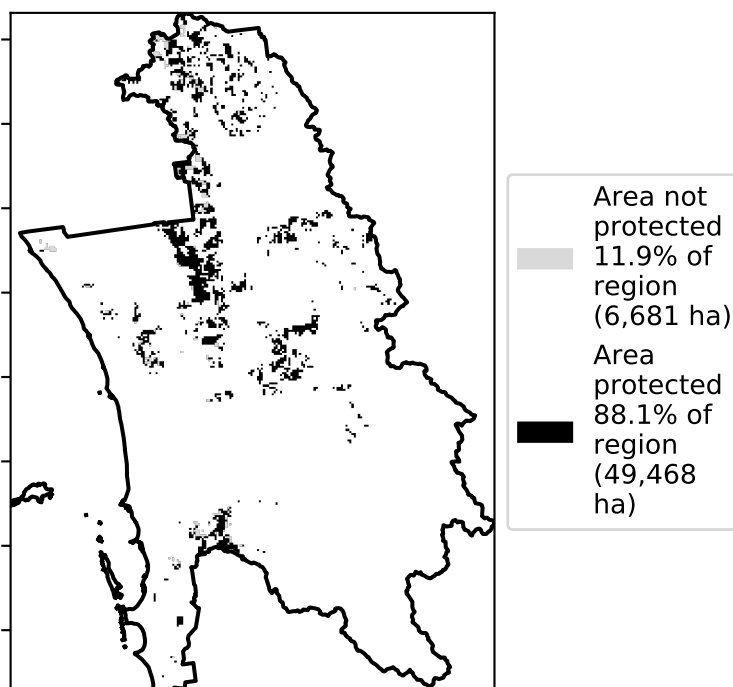 Area not
protected
11.9% of
region
(6,681 ha)
Area
protected
88.1% of
region
(49,468
ha)